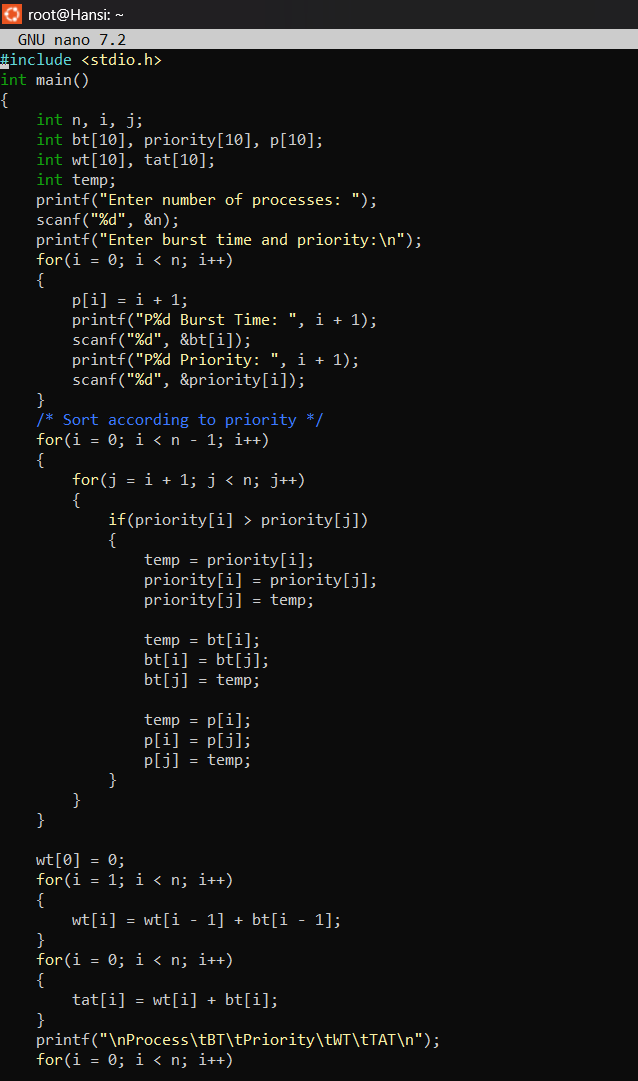 root@Hansi: ~
GNU nano 7.2
#include <stdio.h>
int main()
{
    int n, i, j;
    int bt[10], priority[10], p[10];
    int wt[10], tat[10];
    int temp;
    printf("Enter number of processes: ");
    scanf("%d", &n);
    printf("Enter burst time and priority:\n");
    for(i = 0; i < n; i++)
    {
        p[i] = i + 1;
        printf("P%d Burst Time: ", i + 1);
        scanf("%d", &bt[i]);
        printf("P%d Priority: ", i + 1);
        scanf("%d", &priority[i]);
    }
    /* Sort according to priority */
    for(i = 0; i < n - 1; i++)
    {
        for(j = i + 1; j < n; j++)
        {
            if(priority[i] > priority[j])
            {
                temp = priority[i];
                priority[i] = priority[j];
                priority[j] = temp;

                temp = bt[i];
                bt[i] = bt[j];
                bt[j] = temp;

                temp = p[i];
                p[i] = p[j];
                p[j] = temp;
            }
        }
    }

    wt[0] = 0;
    for(i = 1; i < n; i++)
    {
        wt[i] = wt[i - 1] + bt[i - 1];
    }
    for(i = 0; i < n; i++)
    {
        tat[i] = wt[i] + bt[i];
    }
    printf("\nProcess\tBT\tPriority\tWT\tTAT\n");
    for(i = 0; i < n; i++)